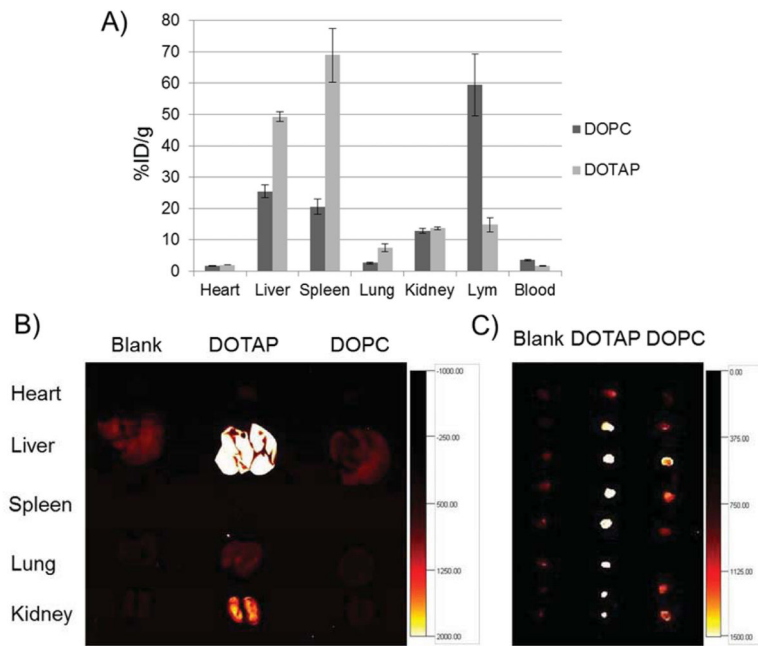 A)
80
70
60
50
40
30
20
10
0
%ID/g
Heart Liver Spleen Lung Kidney Lym Blood
DOPC
DOTAP
B)
Blank DOTAP DOPC
Heart
Liver
Spleen
Lung
Kidney
-1000.00
-250.00
500.00
1250.00
2000.00
C)
Blank DOTAP DOPC
0.00
375.00
750.00
1125.00
1500.00